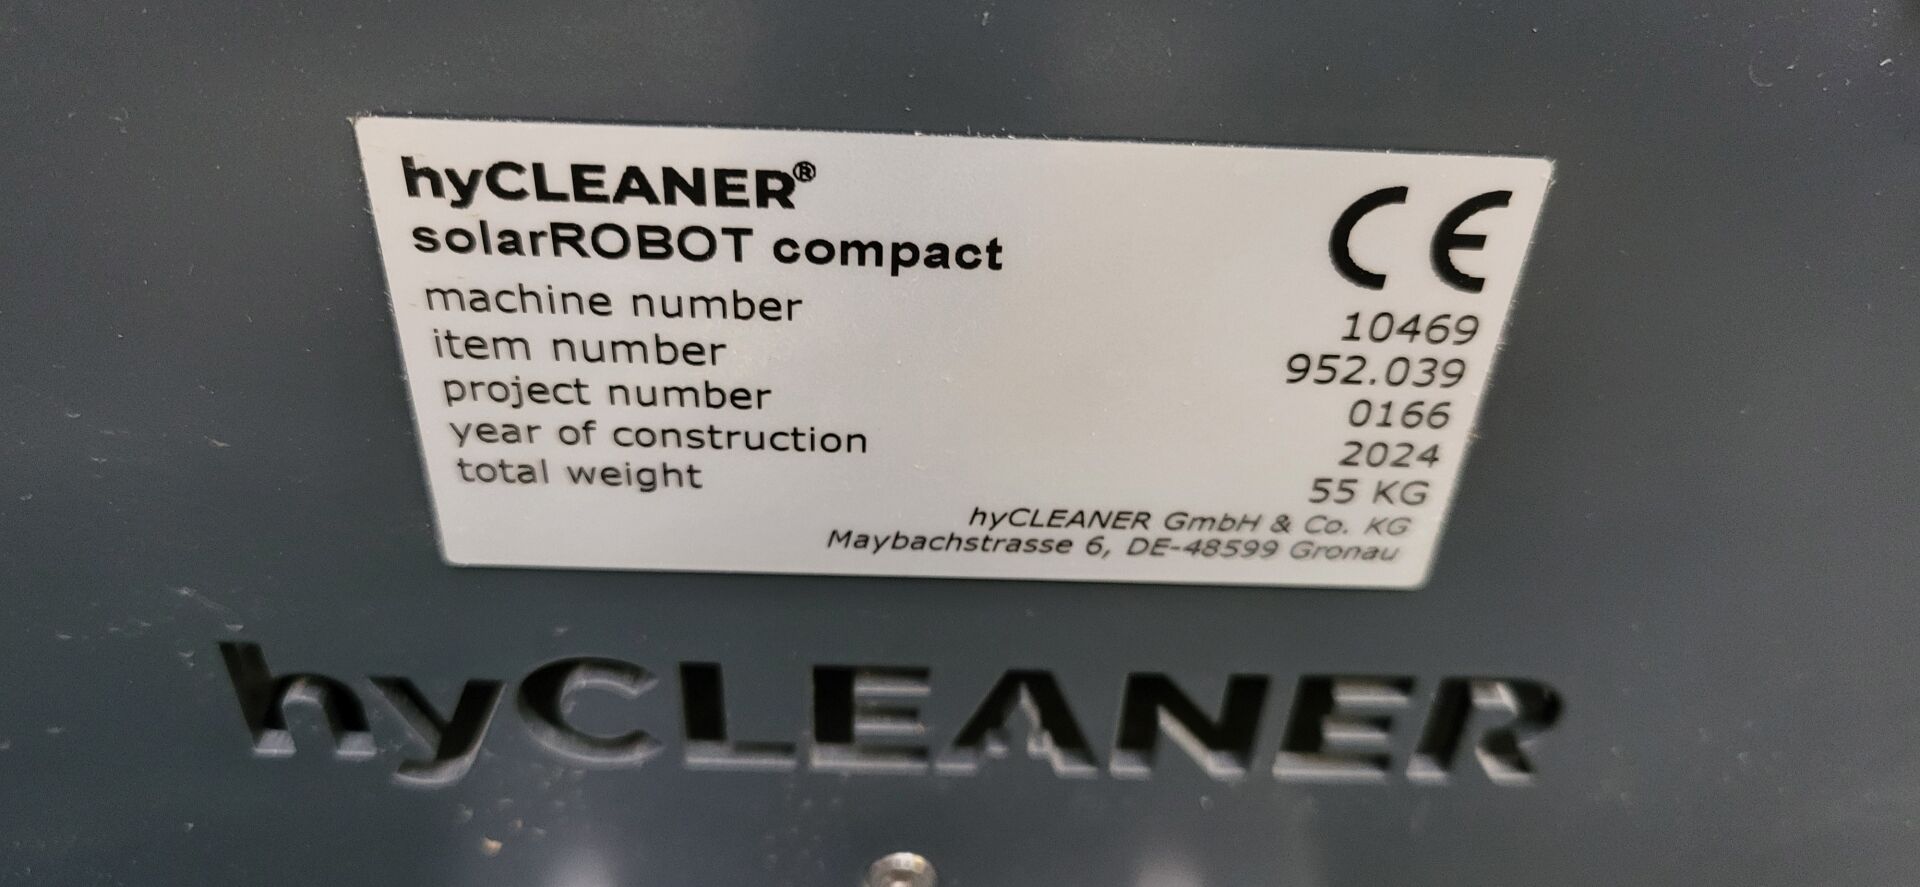 hyCLEANER®
solarROBOT compact
CE
machine number 10469
item number 952.039
project number 0166
year of construction 2024
total weight 55 KG
hyCLEANER GmbH & Co. KG
Maybachstrasse 6, DE-48599 Gronau
hyCLEANER